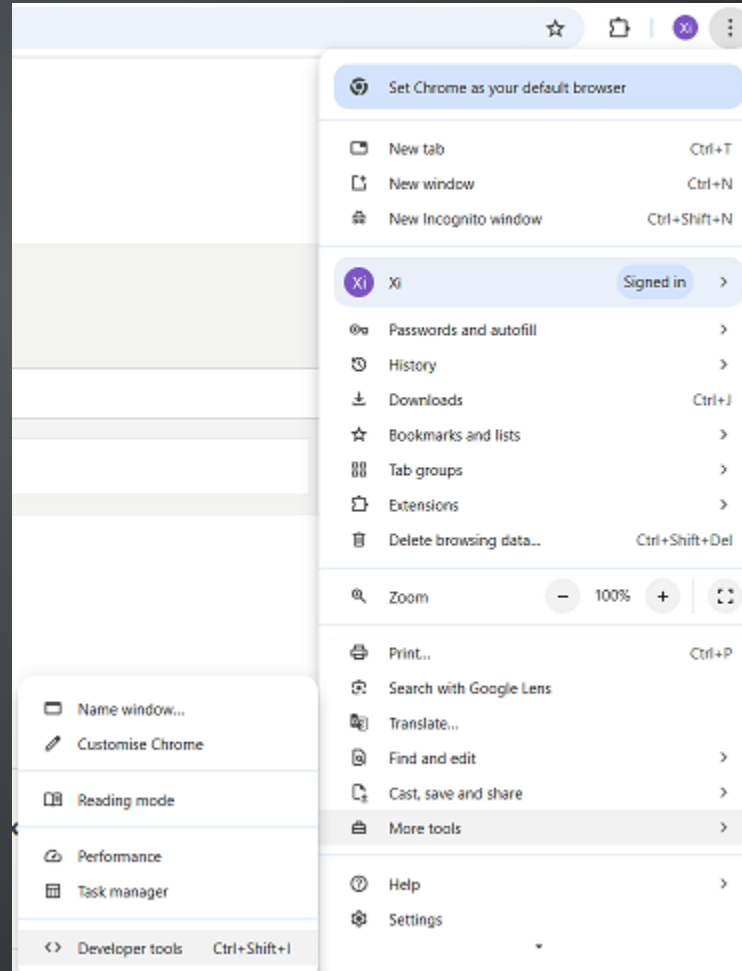 Xi
Set Chrome as your default browser
New tab Ctrl+T
New window Ctrl+N
New Incognito window Ctrl+Shift+N
Xi Xi Signed in
Passwords and autofill
History
Downloads Ctrl+J
Bookmarks and lists
Tab groups
Extensions
Delete browsing data... Ctrl+Shift+Del
Zoom − 100% +
Print... Ctrl+P
Search with Google Lens
Translate...
Find and edit
Cast, save and share
More tools
Help
Settings
Name window...
Customise Chrome
Reading mode
Performance
Task manager
Developer tools Ctrl+Shift+I